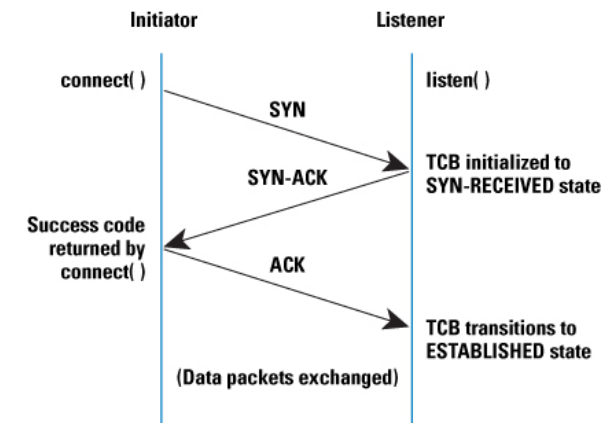 Initiator
Listener
connect( )
listen( )
SYN
TCB initialized to
SYN-RECEIVED state
SYN-ACK
Success code
returned by
connect( )
ACK
TCB transitions to
ESTABLISHED state
(Data packets exchanged)